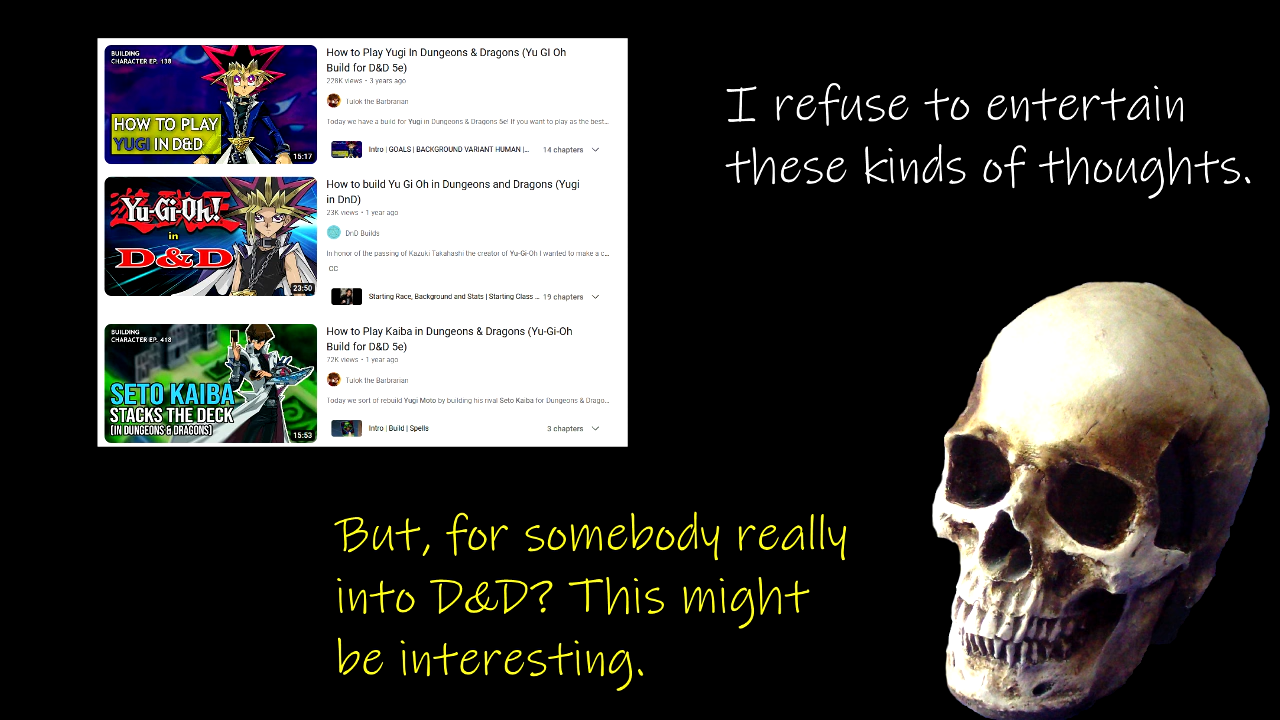 BUILDING
CHARACTER EP. 138
HOW TO PLAY
YUGI IN D&D
15:17
How to Play Yugi In Dungeons & Dragons (Yu GI Oh
Build for D&D 5e)
228K views • 3 years ago
Tulok the Barbarian
Today we have a build for Yugi in Dungeons & Dragons 5e! If you want to play as the best...
Intro | GOALS | BACKGROUND VARIANT HUMAN |...
14 chapters
Yu-Gi-Oh!
in
D&D
23:50
How to build Yu Gi Oh in Dungeons and Dragons (Yugi
in DnD)
23K views • 1 year ago
DnD Builds
In honor of the passing of Kazuki Takahashi the creator of Yu-Gi-Oh I wanted to make a c...
CC
Starting Race, Background and Stats | Starting Class ...
19 chapters
BUILDING
CHARACTER EP. 413
SETO KAIBA
STACKS THE DECK
(IN DUNGEONS & DRAGONS)
15:53
How to Play Kaiba in Dungeons & Dragons (Yu-Gi-Oh
Build for D&D 5e)
72K views • 1 year ago
Tulok the Barbarian
Today we sort of rebuild Yugi Moto by building his rival Seto Kaiba for Dungeons & Drago...
Intro | Build | Spells
3 chapters
I refuse to entertain
these kinds of thoughts.
But, for somebody really
into D&D? This might
be interesting.